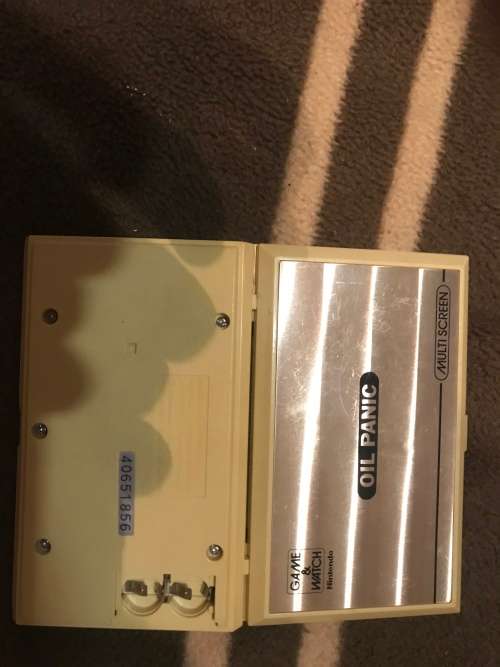 GAME
&
WATCH
Nintendo
OIL PANIC
MULTI SCREEN
40651856